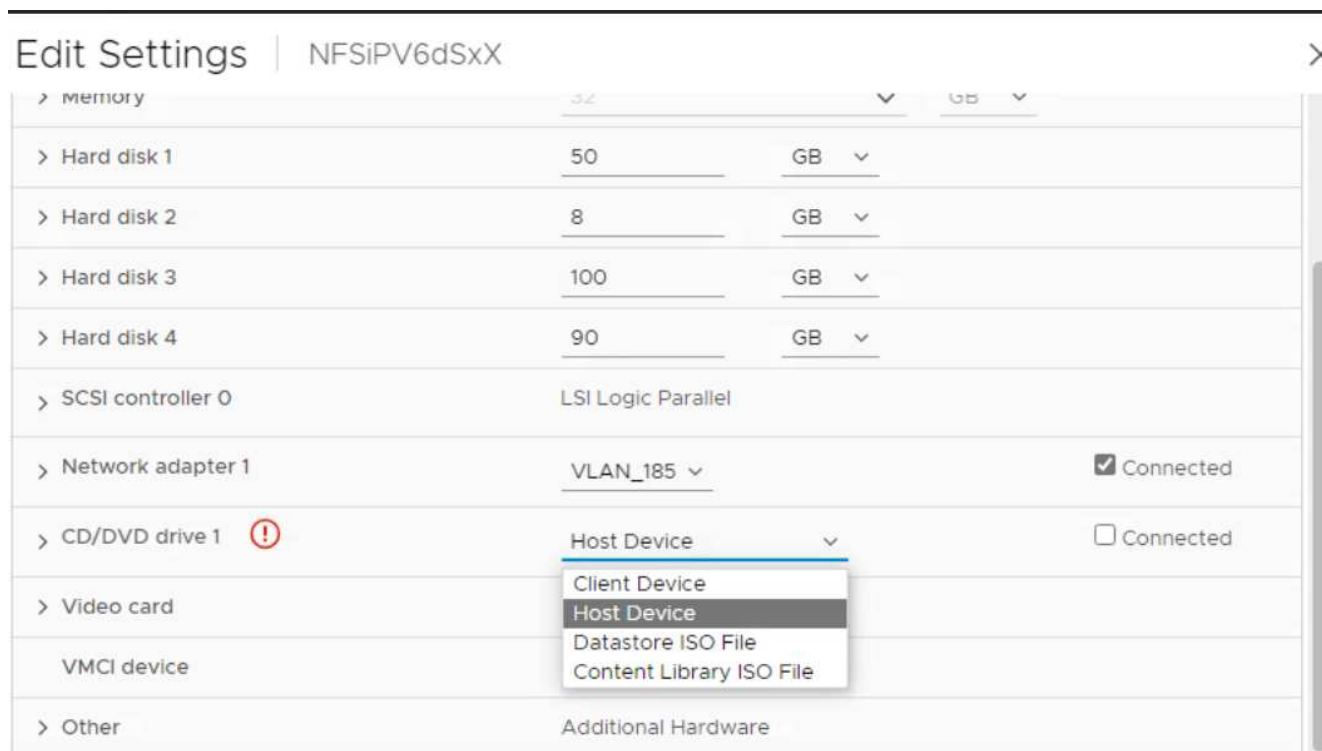 Edit Settings NFSiPV6dSxX
Memory 32 GB
Hard disk 1 50 GB
Hard disk 2 8 GB
Hard disk 3 100 GB
Hard disk 4 90 GB
SCSI controller 0 LSI Logic Parallel
Network adapter 1 VLAN_185 Connected
CD/DVD drive 1 Host Device Connected
Client Device
Video card Host Device
Datastore ISO File
VMCI device Content Library ISO File
Other Additional Hardware